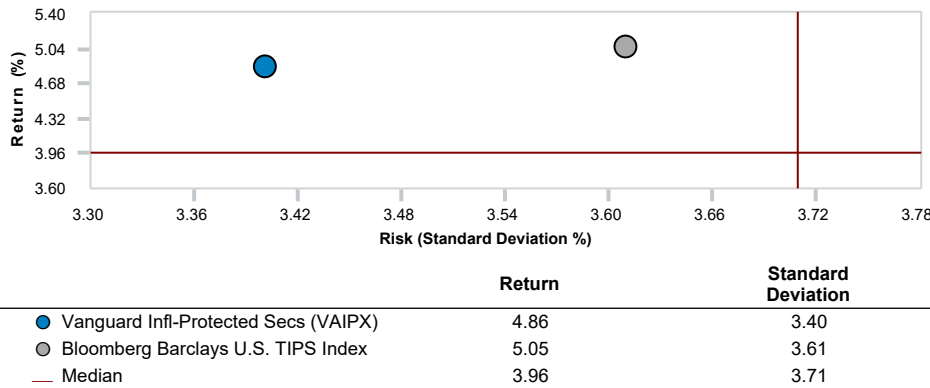 Return (%)
5.40
5.04
4.68
4.32
3.96
3.60
3.30 3.36 3.42 3.48 3.54 3.60 3.66 3.72 3.78
Risk (Standard Deviation %)
Return Standard Deviation
Vanguard Infl-Protected Secs (VAIPX) 4.86 3.40
Bloomberg Barclays U.S. TIPS Index 5.05 3.61
Median 3.96 3.71